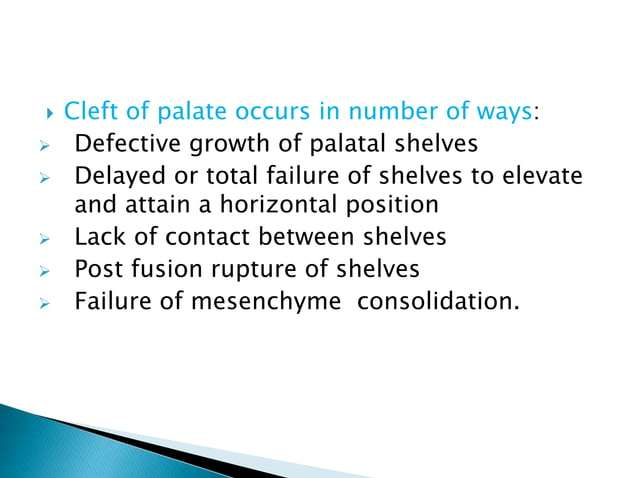 Cleft of palate occurs in number of ways:
Defective growth of palatal shelves
Delayed or total failure of shelves to elevate
and attain a horizontal position
Lack of contact between shelves
Post fusion rupture of shelves
Failure of mesenchyme  consolidation.